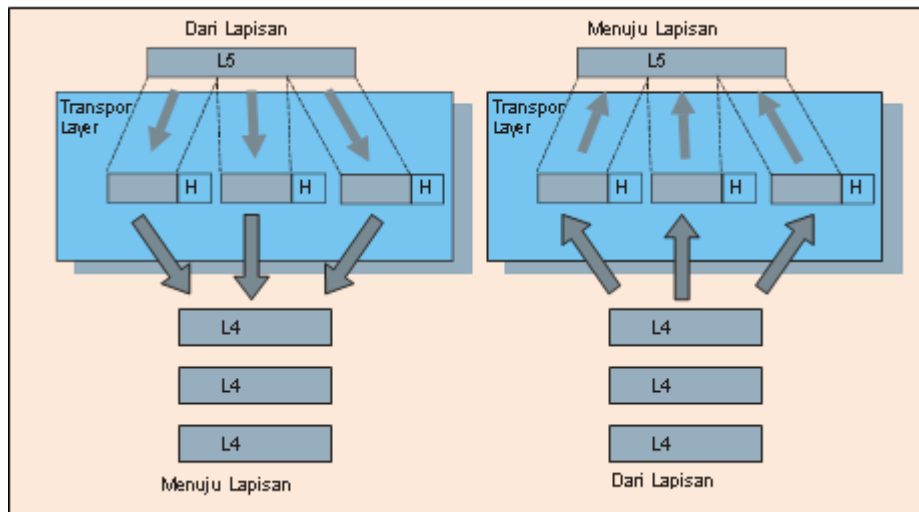 Dari Lapisan
L5
Transpor
Layer
H
H
H
L4
L4
L4
Menuju Lapisan
Menuju Lapisan
L5
Transpor
Layer
H
H
H
L4
L4
L4
Dari Lapisan